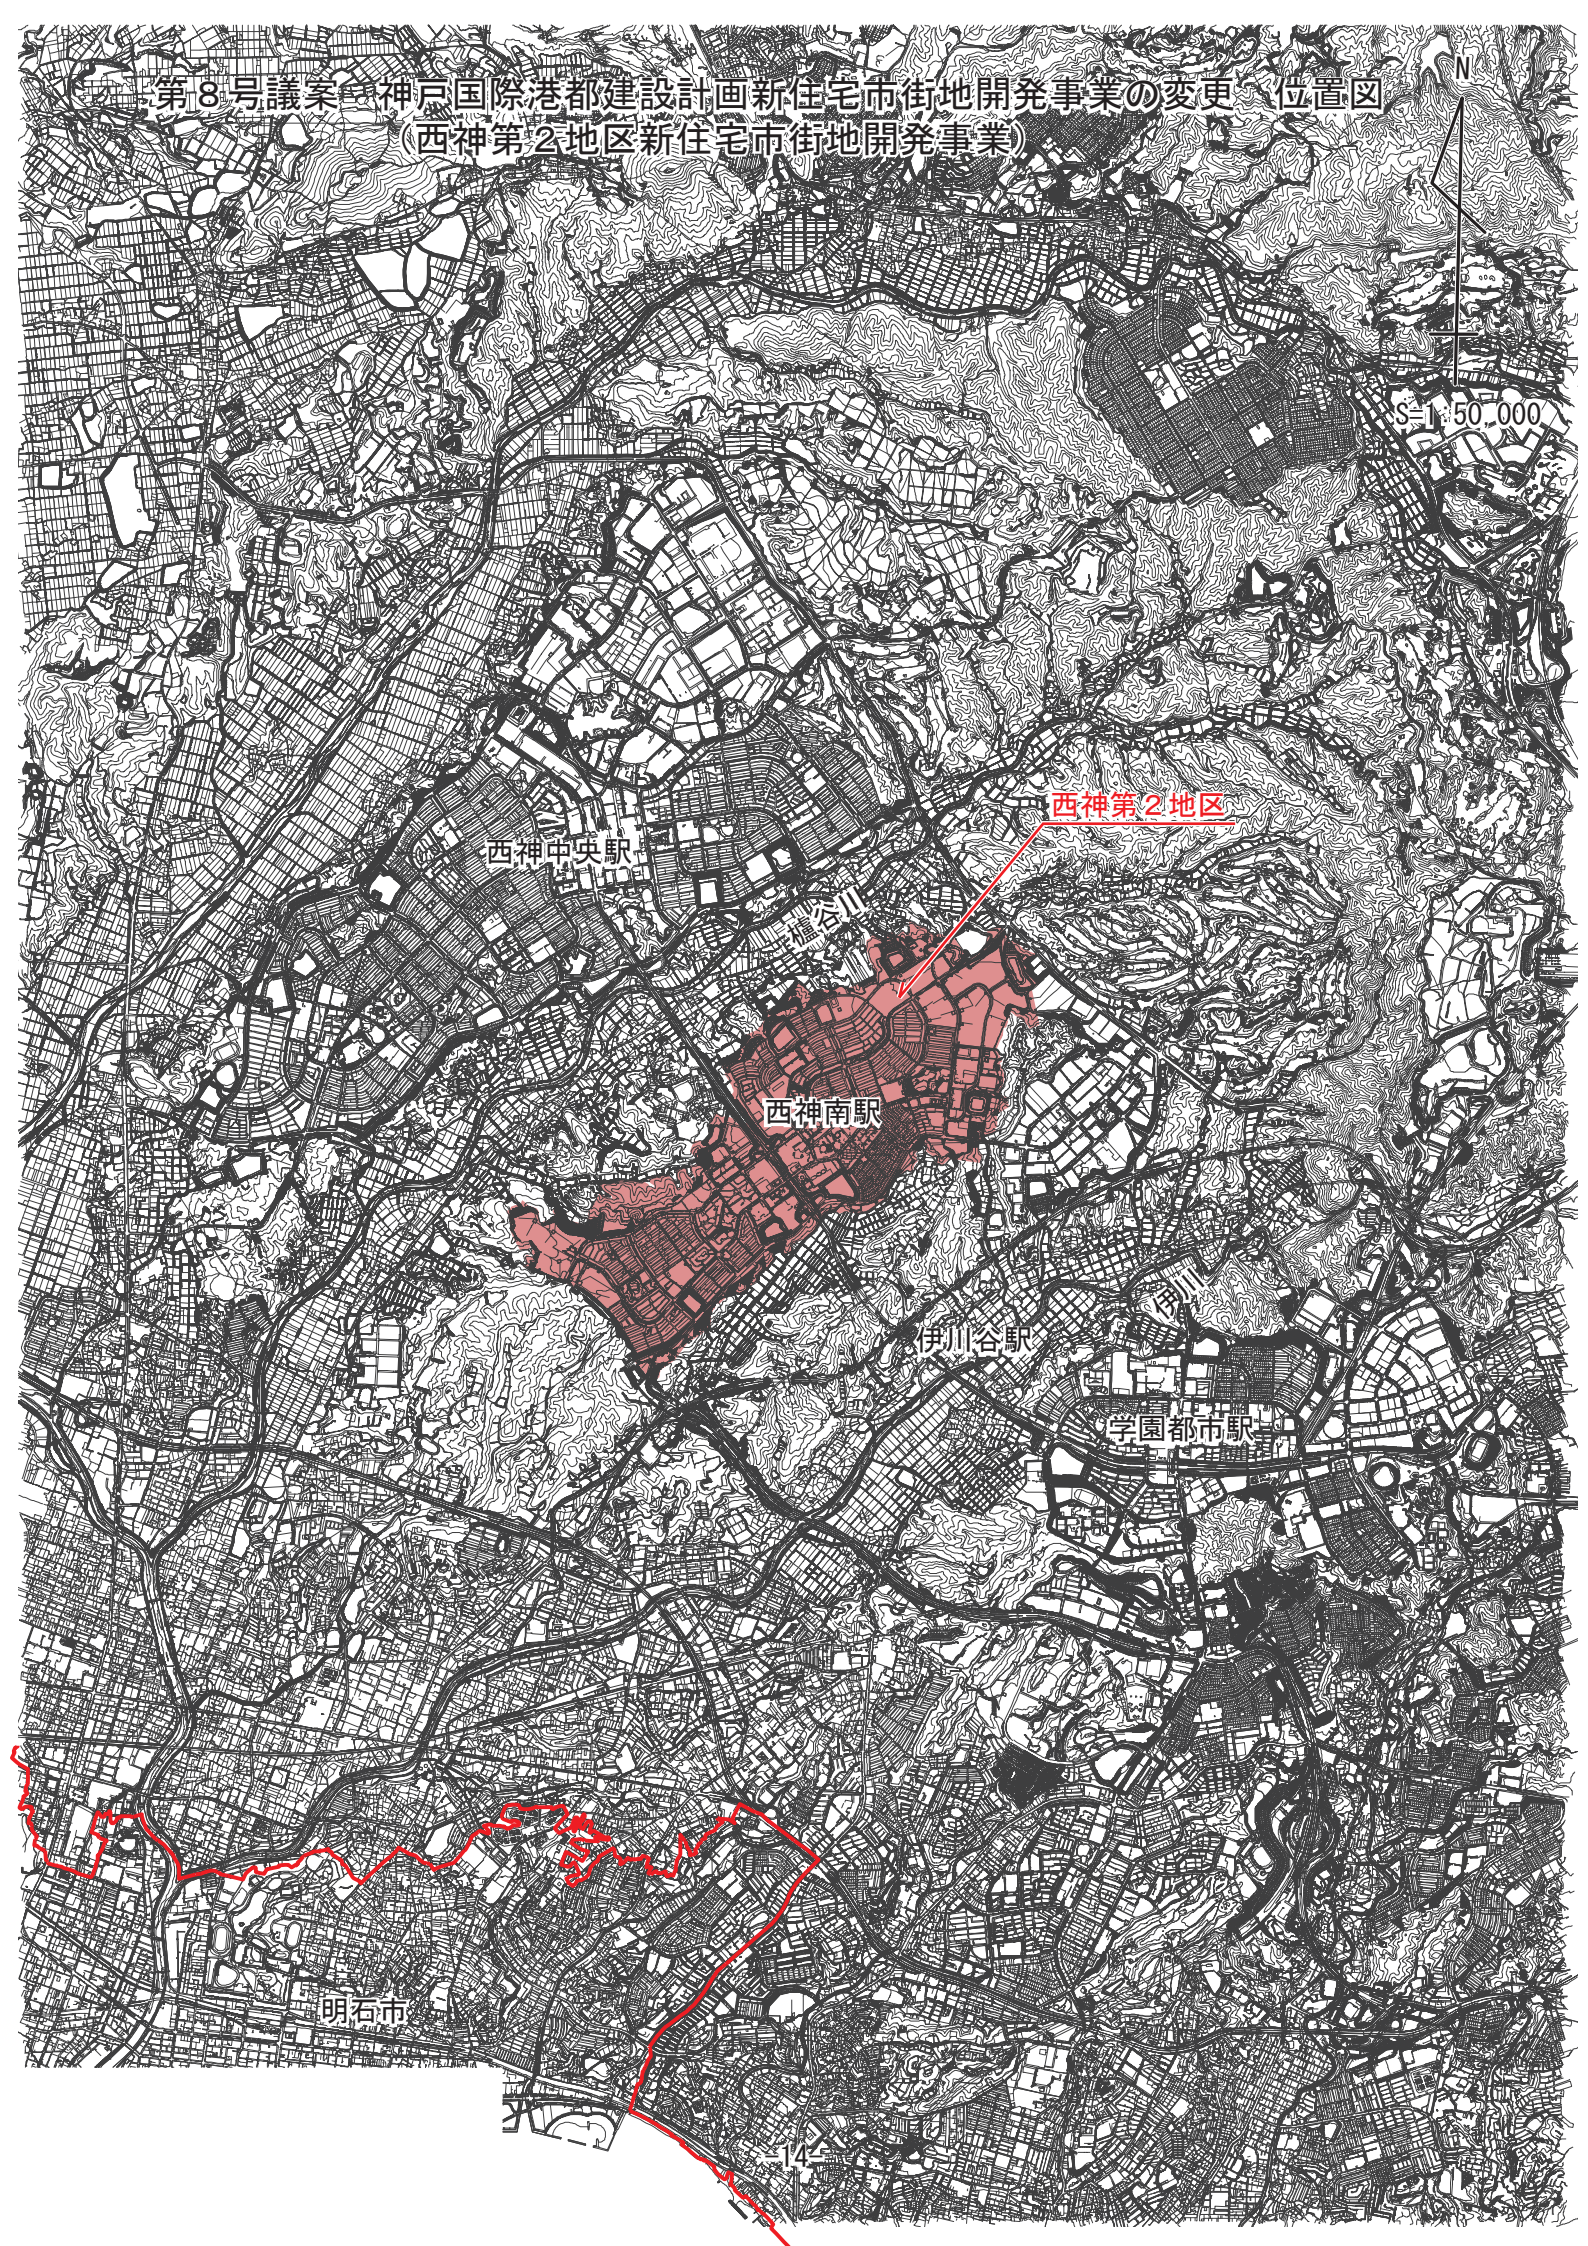 第８号議案　神戸国際港都建設計画新住宅市街地開発事業の変更　位置図
（西神第２地区新住宅市街地開発事業）
N
S=1:50,000
西神第２地区
西神中央駅
櫨谷川
西神南駅
伊川
伊川谷駅
学園都市駅
明石市
-14-